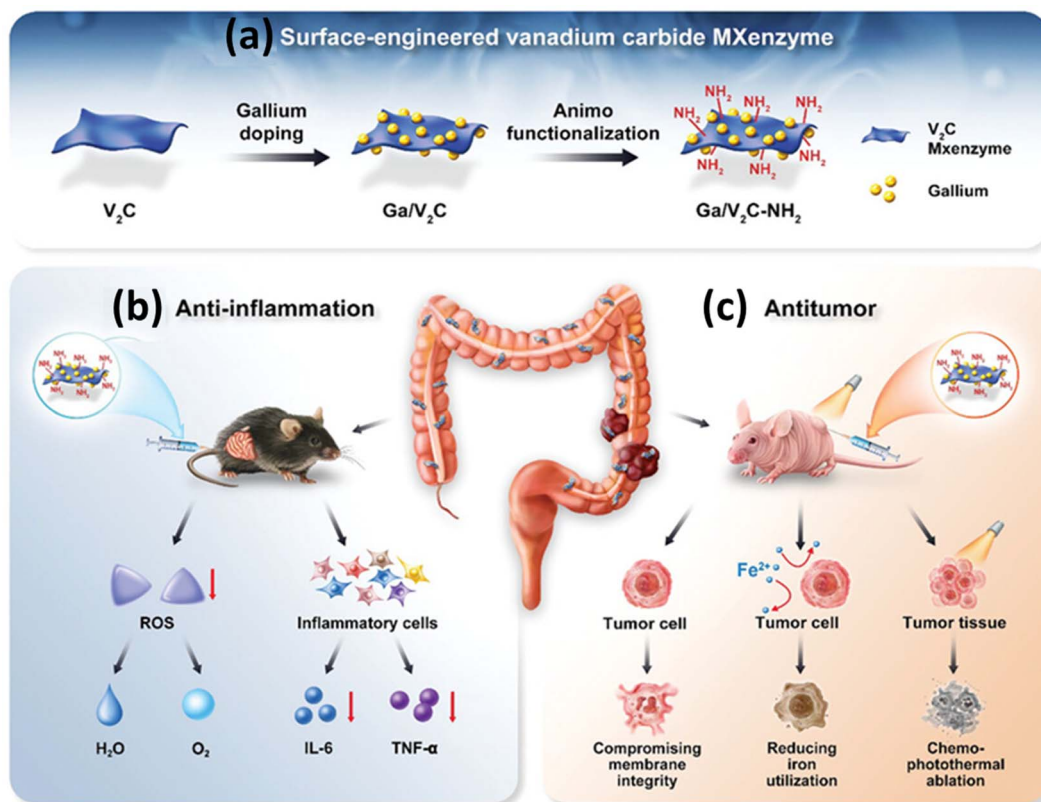 (a) Surface-engineered vanadium carbide MXenzyme
Gallium
doping
Animo
functionalization
NH₂
NH₂
NH₂
NH₂
NH₂
NH₂
NH₂
V₂C
Mxenzyme
Gallium
V₂C
Ga/V₂C
Ga/V₂C-NH₂
(b) Anti-inflammation
(c) Antitumor
ROS
Inflammatory cells
H₂O
O₂
IL-6
TNF-α
Fe²⁺
Tumor cell
Tumor cell
Tumor tissue
Compromising
membrane
integrity
Reducing
iron
utilization
Chemo-
photothermal
ablation